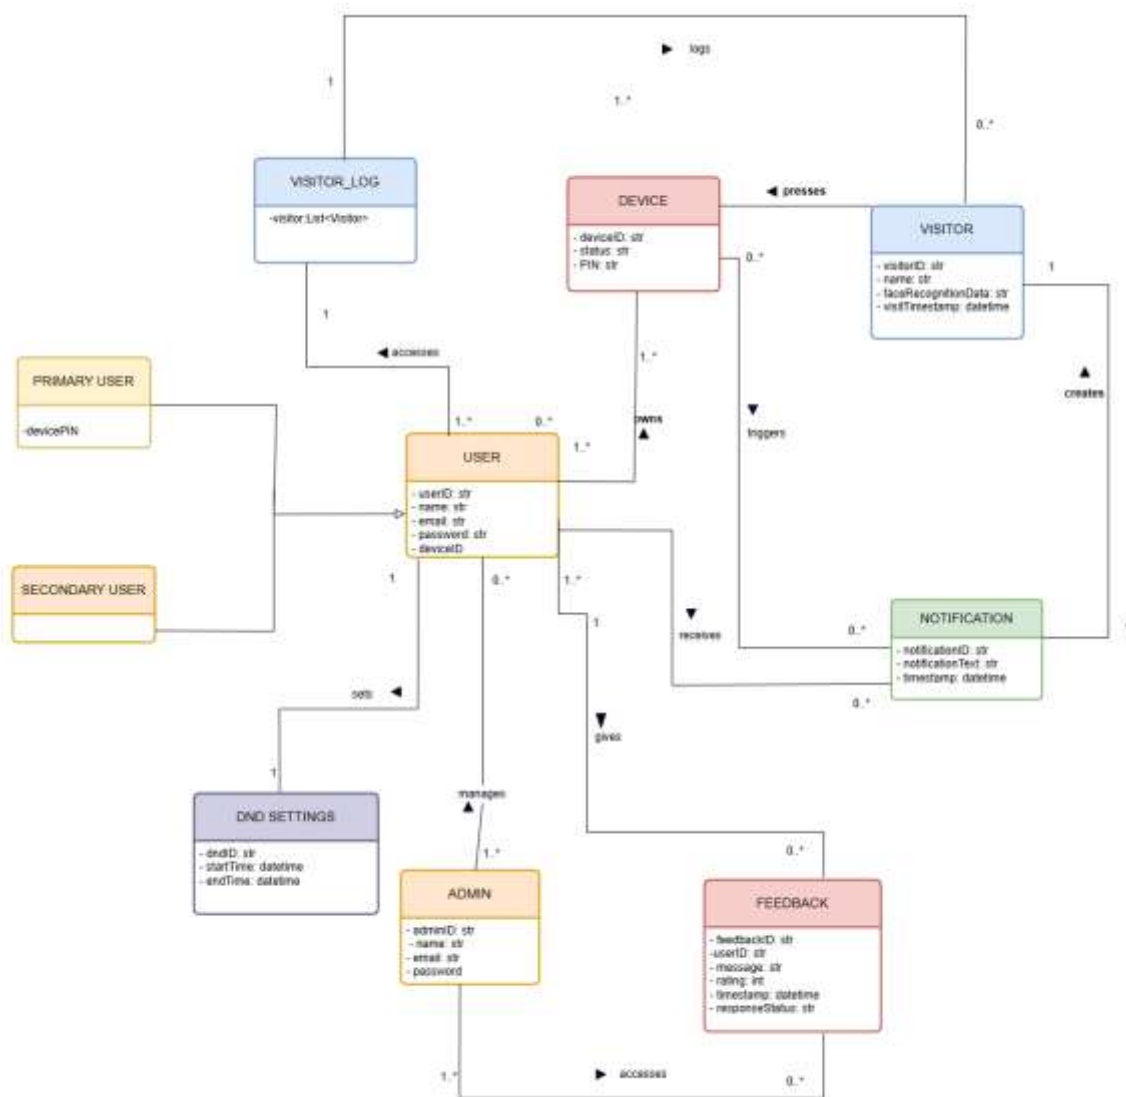 logs
1
1..*
0..*
VISITOR_LOG
-visitor:List<Visitor>
DEVICE
- deviceID: str
- status: str
- PIN: str
presses
VISITOR
- visitorID: str
- name: str
- faceRecognitionData: str
- visitTimestamp: datetime
0..*
1
1
accesses
1..*
PRIMARY USER
-devicePIN
creates
triggers
owns
1..*
0..*
1..*
USER
- userID: str
- name: str
- email: str
- password: str
- deviceID
SECONDARY USER
1
0..*
1..*
1
receives
0..*
NOTIFICATION
- notificationID: str
- notificationText: str
- timestamp: datetime
0..*
sets
gives
1
manages
DND SETTINGS
- dndID: str
- startTime: datetime
- endTime: datetime
1..*
0..*
ADMIN
- adminID: str
- name: str
- email: str
- password
FEEDBACK
- feedbackID: str
-userID: str
- message: str
- rating: int
- timestamp: datetime
- responseStatus: str
1..*
accesses
0..*